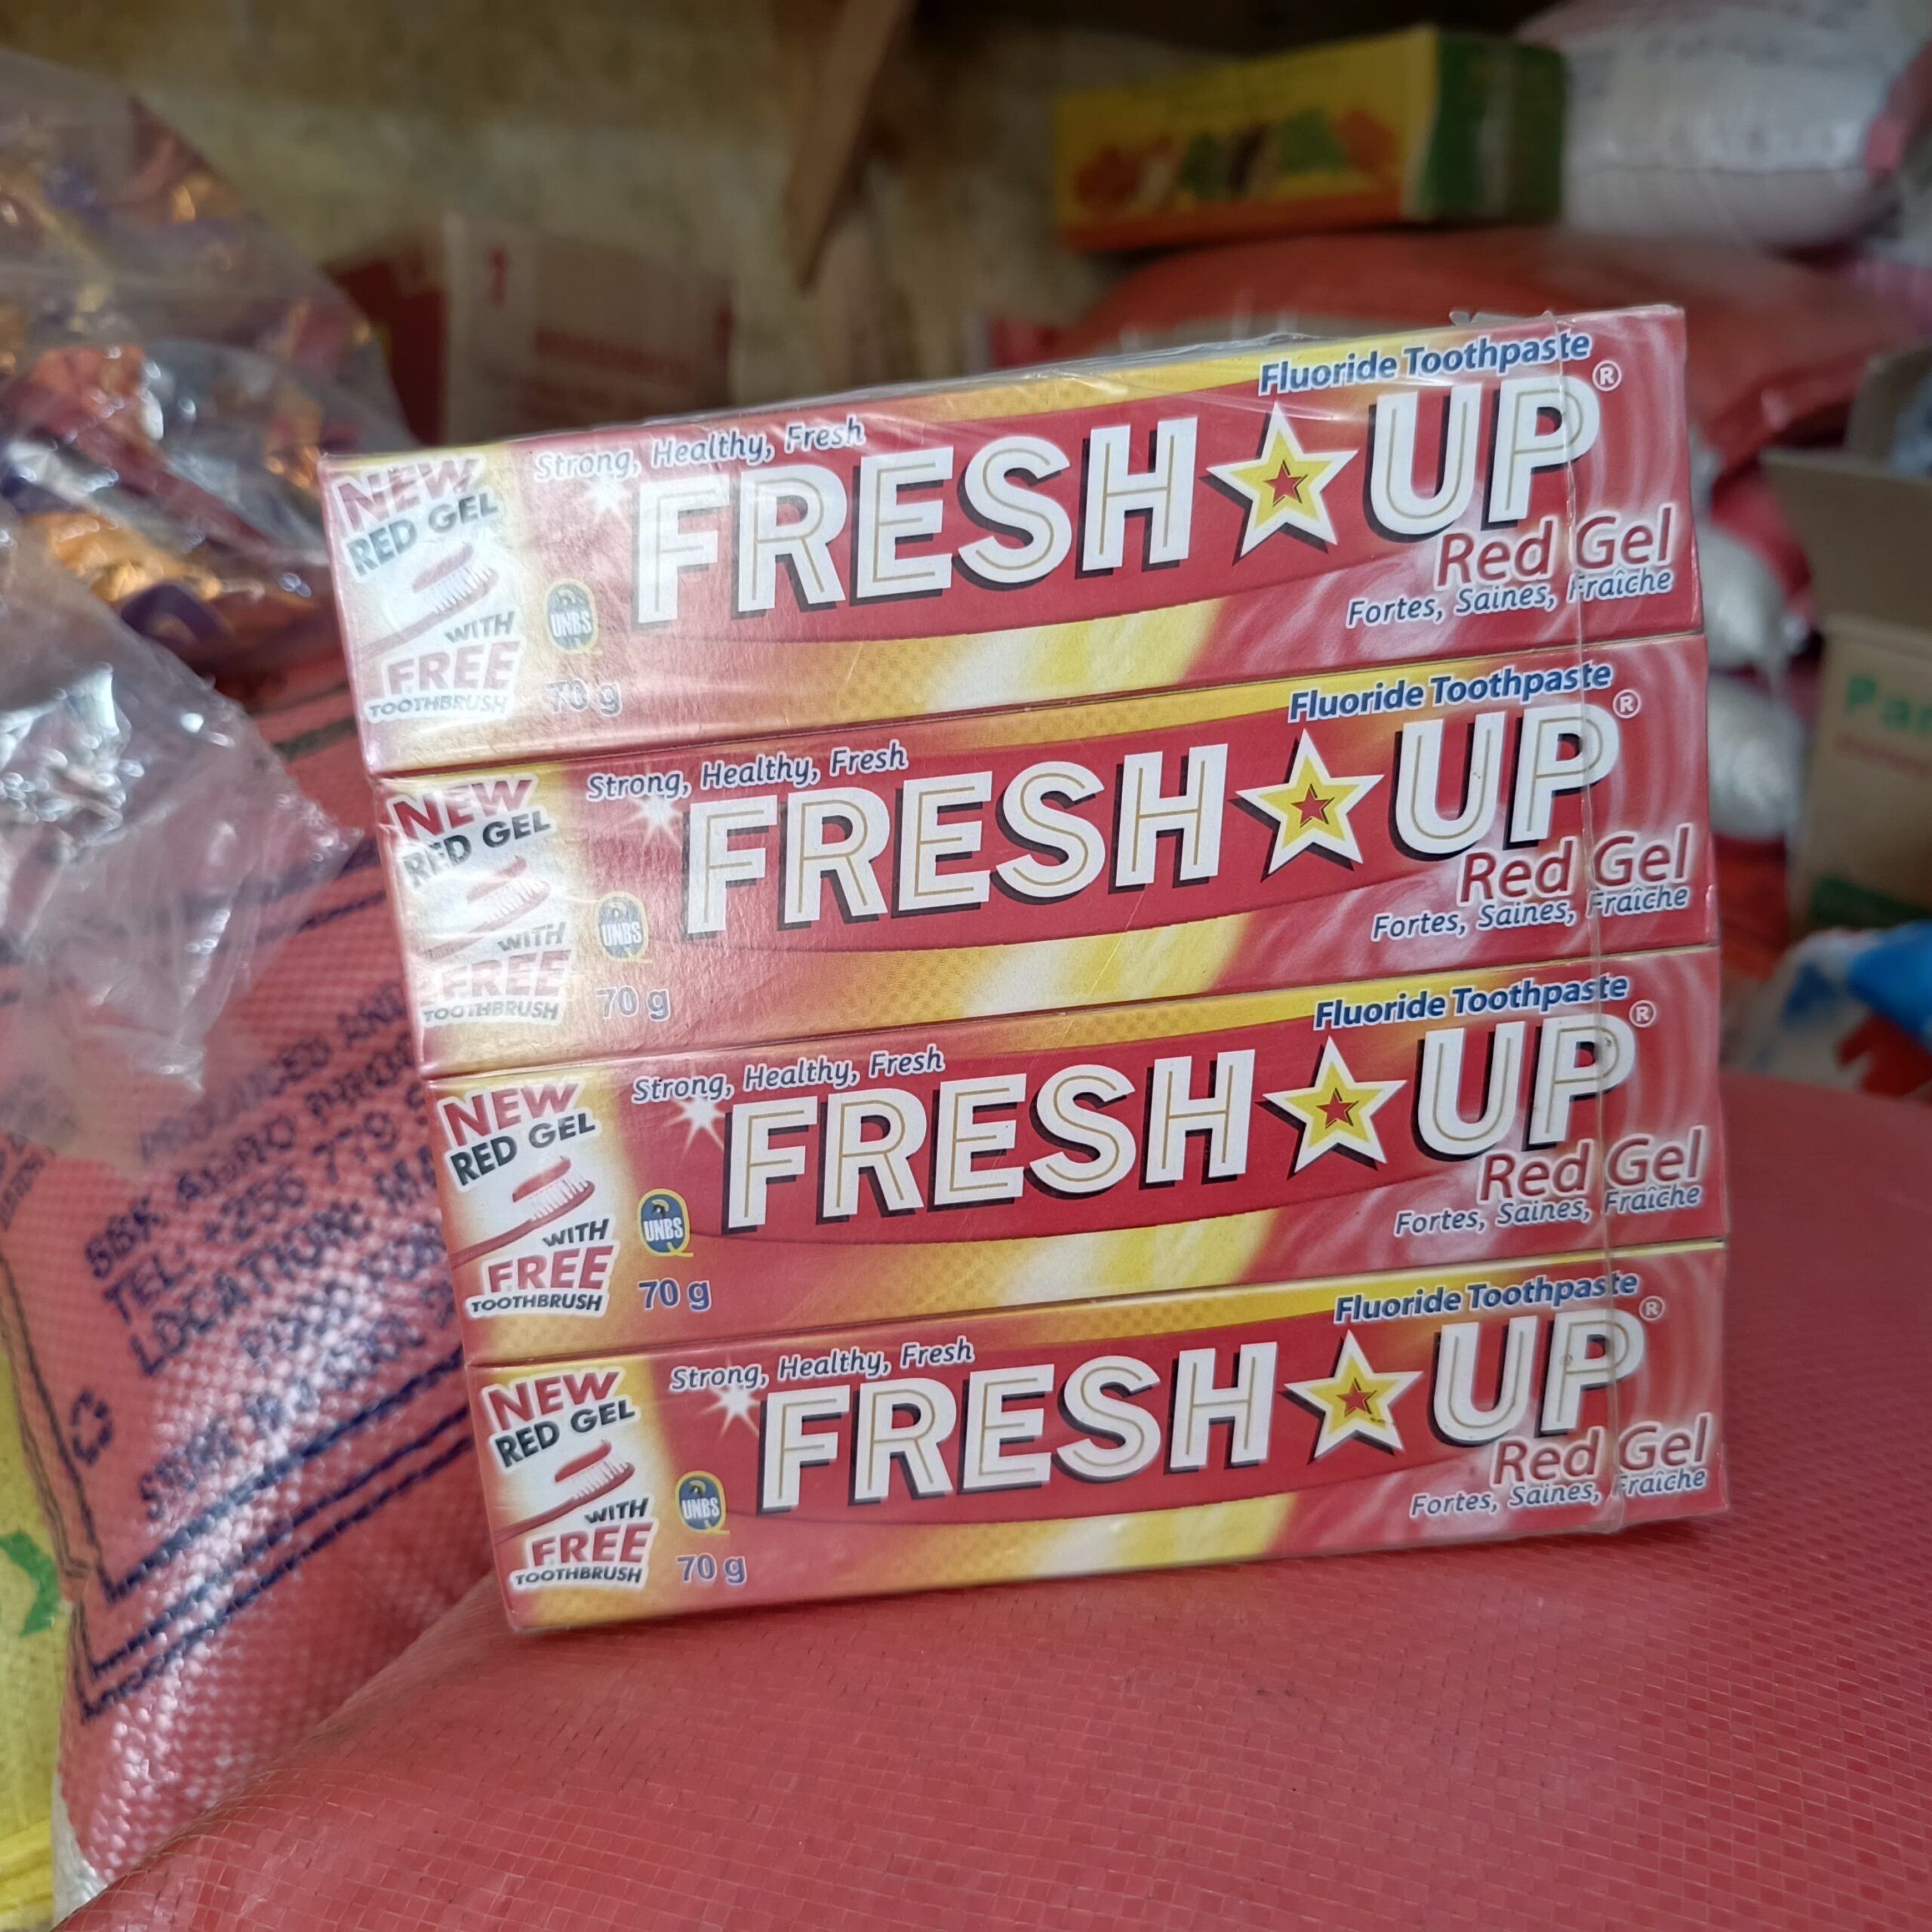 Fluoride Toothpaste
Strong, Healthy, Fresh
FRESH UP®
Red Gel
Fortes, Saines, Fraîche
NEW
RED GEL
WITH
FREE
TOOTHBRUSH
UNBS
70 g
Fluoride Toothpaste
Strong, Healthy, Fresh
FRESH UP®
Red Gel
Fortes, Saines, Fraîche
NEW
RED GEL
WITH
FREE
TOOTHBRUSH
UNBS
70 g
Fluoride Toothpaste
Strong, Healthy, Fresh
FRESH UP®
Red Gel
Fortes, Saines, Fraîche
NEW
RED GEL
WITH
FREE
TOOTHBRUSH
UNBS
70 g
Fluoride Toothpaste
Strong, Healthy, Fresh
FRESH UP®
Red Gel
Fortes, Saines, Fraîche
NEW
RED GEL
WITH
FREE
TOOTHBRUSH
UNBS
70 g
PRODUCED AND
AGRO
TEL: +256 779
LOCATION: